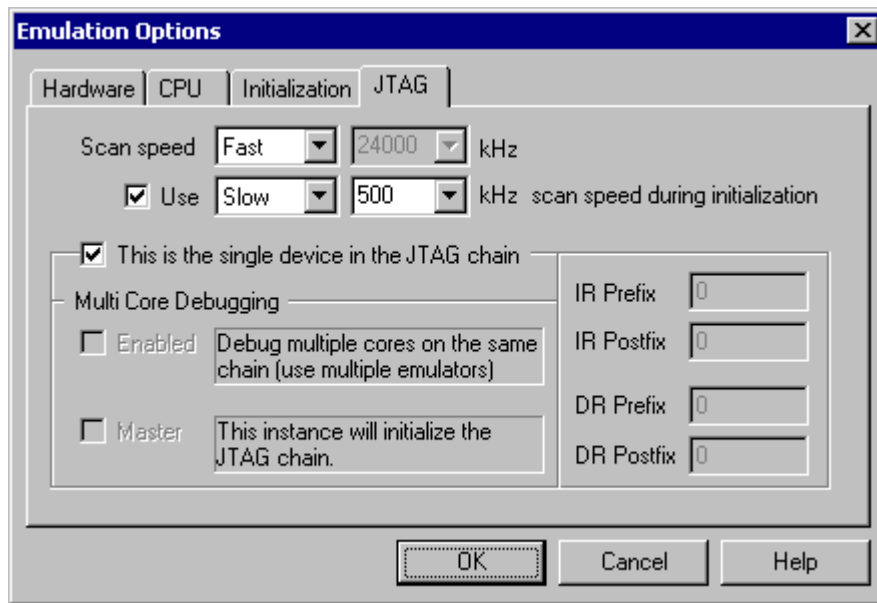 Emulation Options
Hardware CPU Initialization JTAG
Scan speed Fast 24000 kHz
Use Slow 500 kHz scan speed during initialization
This is the single device in the JTAG chain
Multi Core Debugging
Enabled Debug multiple cores on the same
chain (use multiple emulators)
Master This instance will initialize the
JTAG chain.
IR Prefix 0
IR Postfix 0
DR Prefix 0
DR Postfix 0
OK Cancel Help